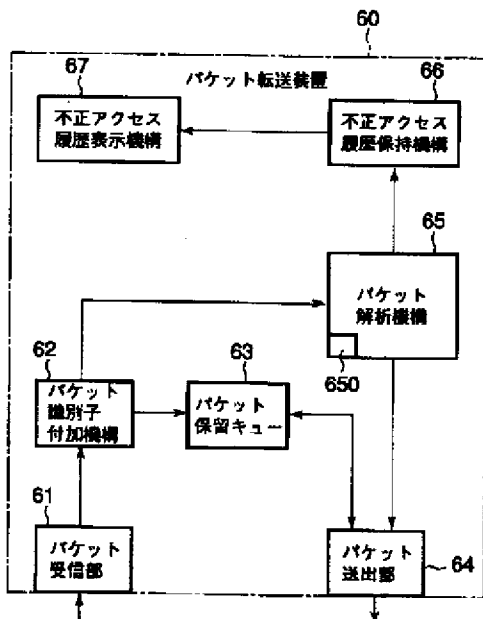 60
パケット転送装置
67
不正アクセス
履歴表示機構
66
不正アクセス
履歴保持機構
65
パケット
解析機構
650
62
パケット
識別子
付加機構
63
パケット
保留キュー
61
パケット
受信部
パケット
送出部
64